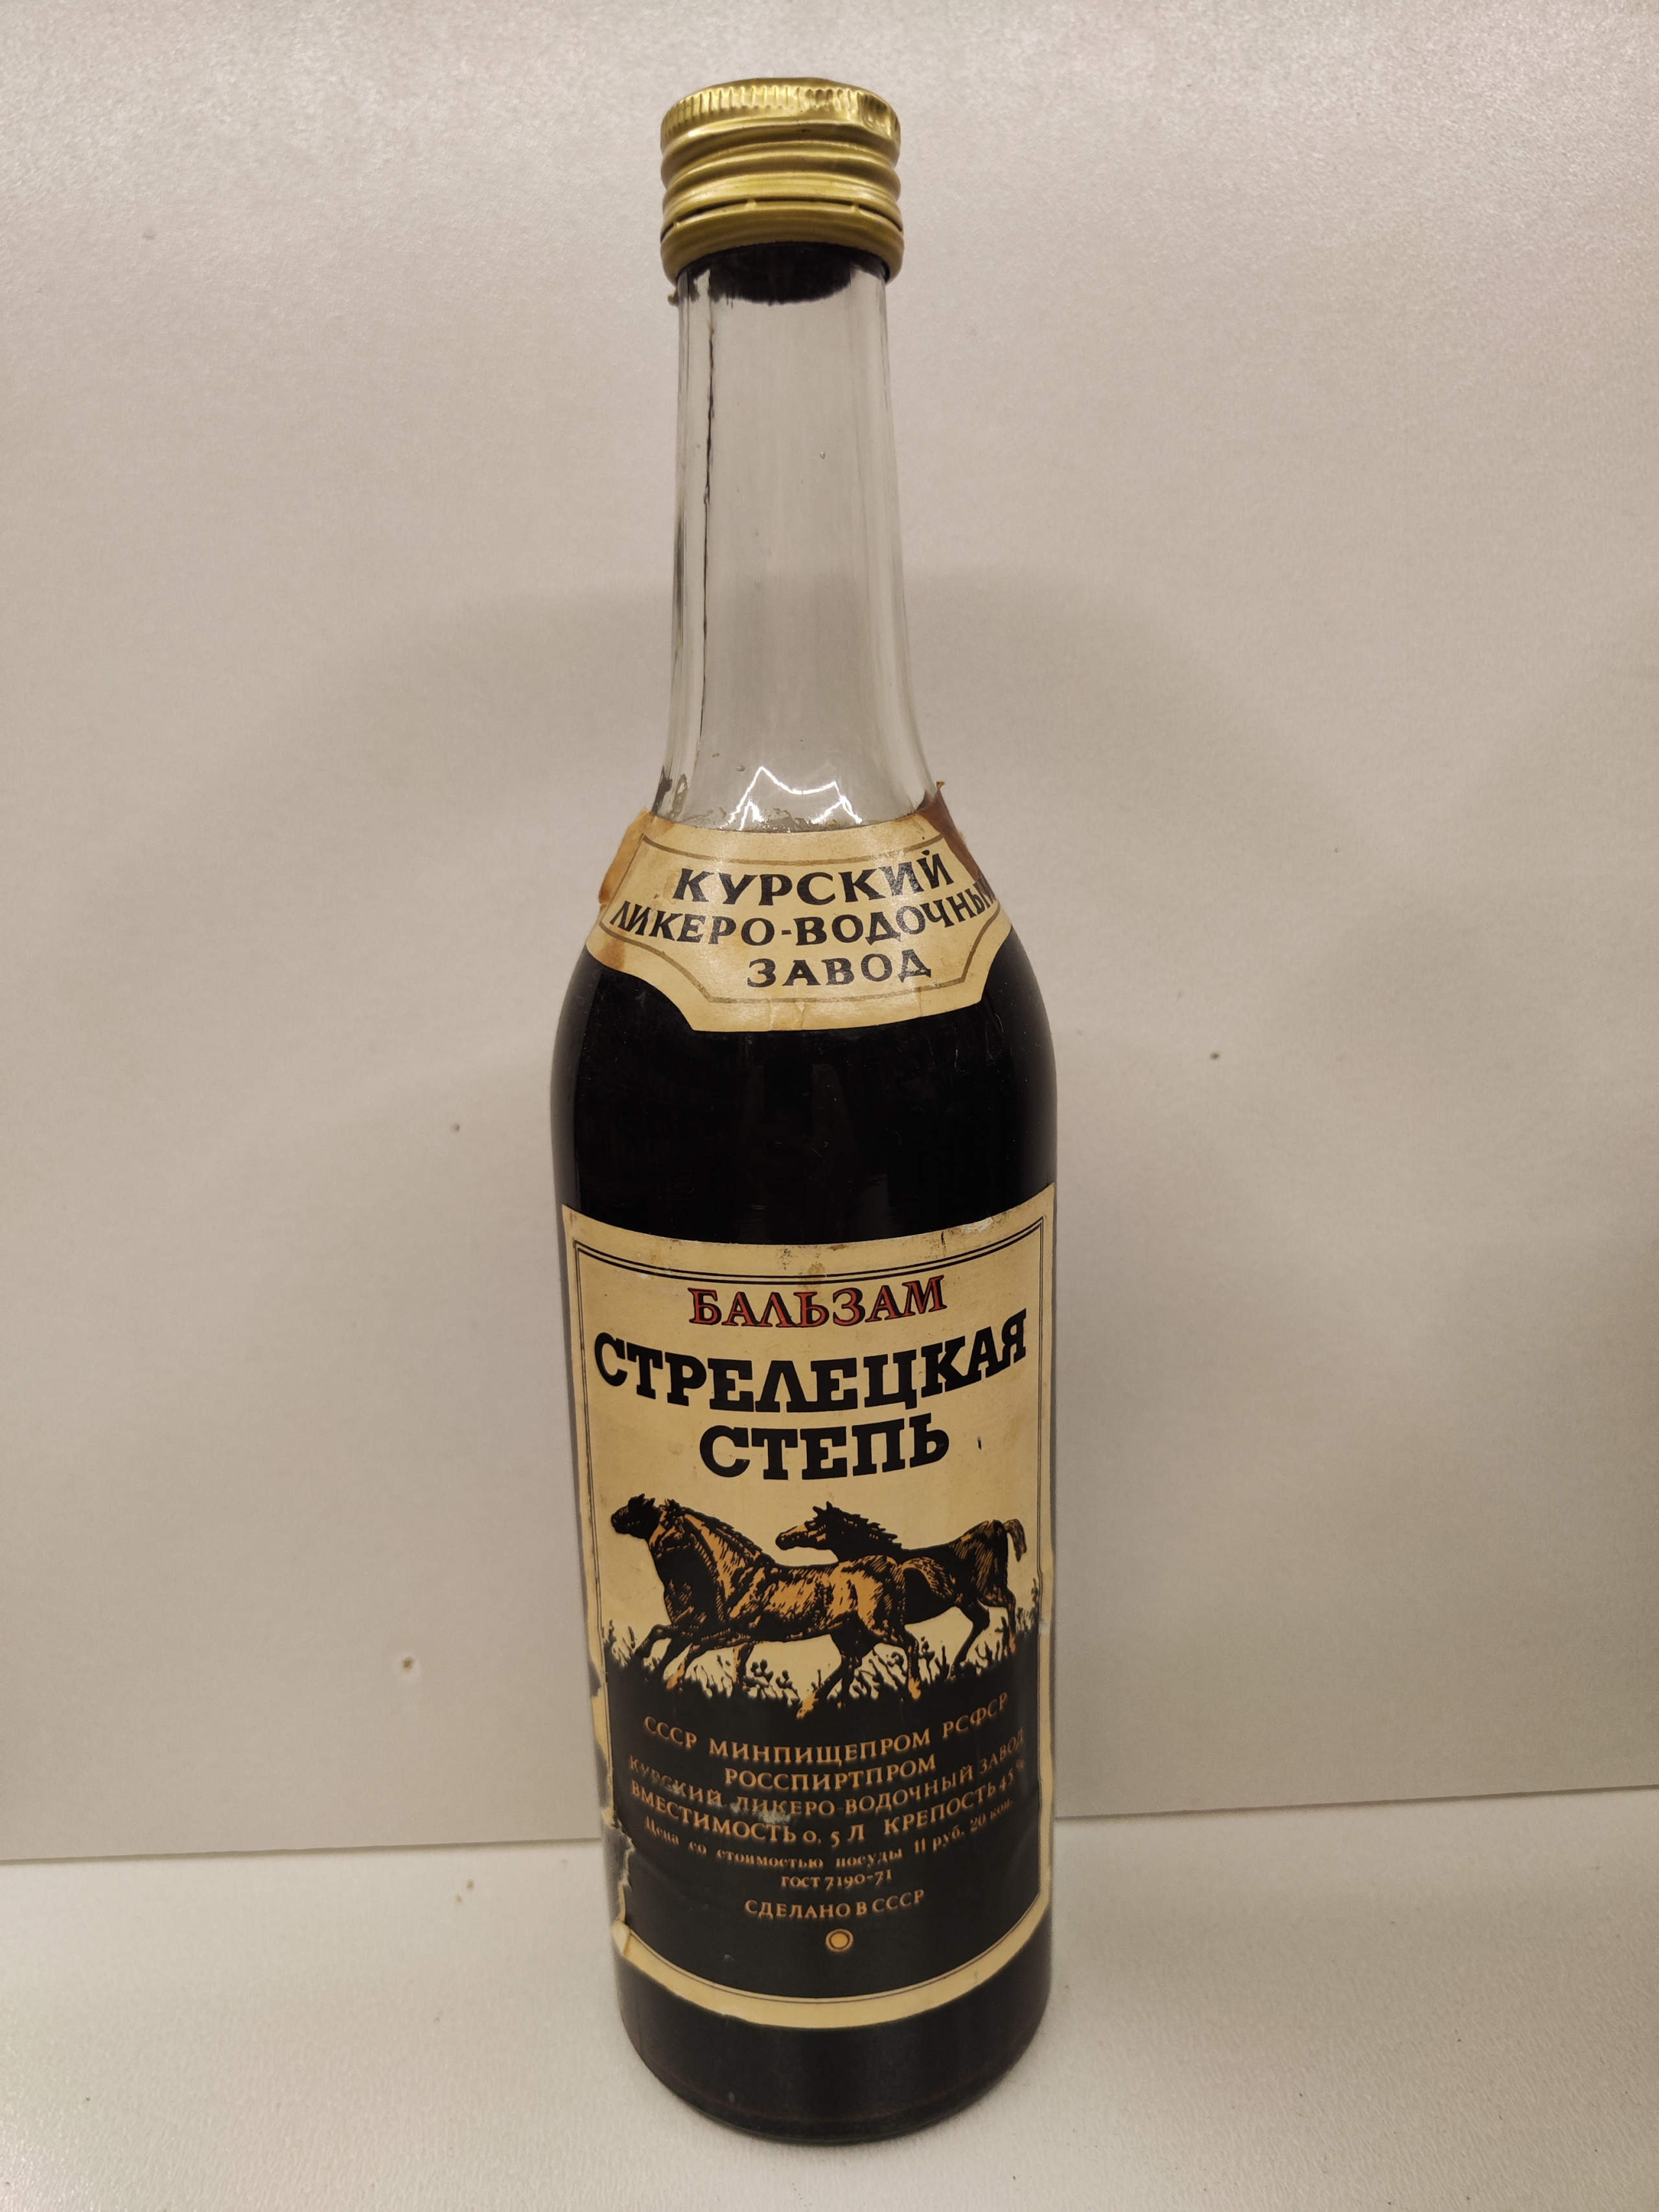 КУРСКИЙ
ЛИКЕРО-ВОДОЧНЫЙ
ЗАВОД
БАЛЬЗАМ
СТРЕЛЕЦКАЯ
СТЕПЬ
СССР МИНПИЩЕПРОМ РСФСР
РОССПИРТПРОМ
КУРСКИЙ ЛИКЕРО-ВОДОЧНЫЙ ЗАВОД
ВМЕСТИМОСТЬ 0,5 Л КРЕПОСТЬ 45%
Цена со стоимостью посуды 11 руб. 20 коп.
ГОСТ 7190-71
СДЕЛАНО В СССР